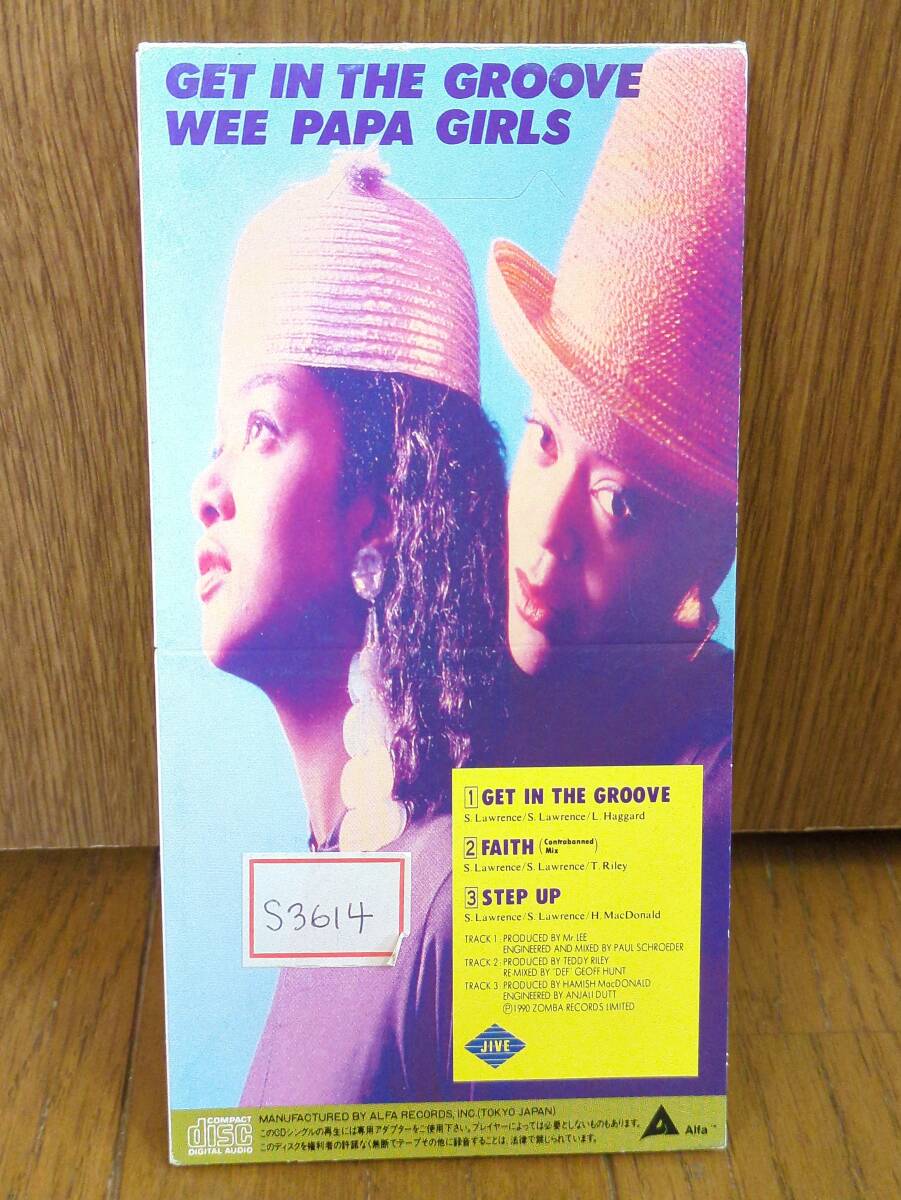 GET IN THE GROOVE
WEE PAPA GIRLS
1 GET IN THE GROOVE
S. Lawrence/S. Lawrence/L. Haggard
2 FAITH (Contrabanned Mix)
S. Lawrence/S. Lawrence/T. Riley
3 STEP UP
S. Lawrence/S. Lawrence/H. MacDonald
TRACK 1: PRODUCED BY Mr LEE
ENGINEERED AND MIXED BY PAUL SCHROEDER
TRACK 2: PRODUCED BY TEDDY RILEY
RE-MIXED BY "DEF" GEOFF HUNT
TRACK 3: PRODUCED BY HAMISH MacDONALD
ENGINEERED BY ANJALI DUTT
℗1990 ZOMBA RECORDS LIMITED
JIVE
S3614
COMPACT
disc
DIGITAL AUDIO
MANUFACTURED BY ALFA RECORDS, INC.(TOKYO JAPAN)
このCDシングルの再生には専用アダプターをご使用下さい。プレイヤーによっては必要としないものもあります。
このディスクを権利者の許諾なく無断でテープその他に録音することは、法律で禁じられています。
Alfa™